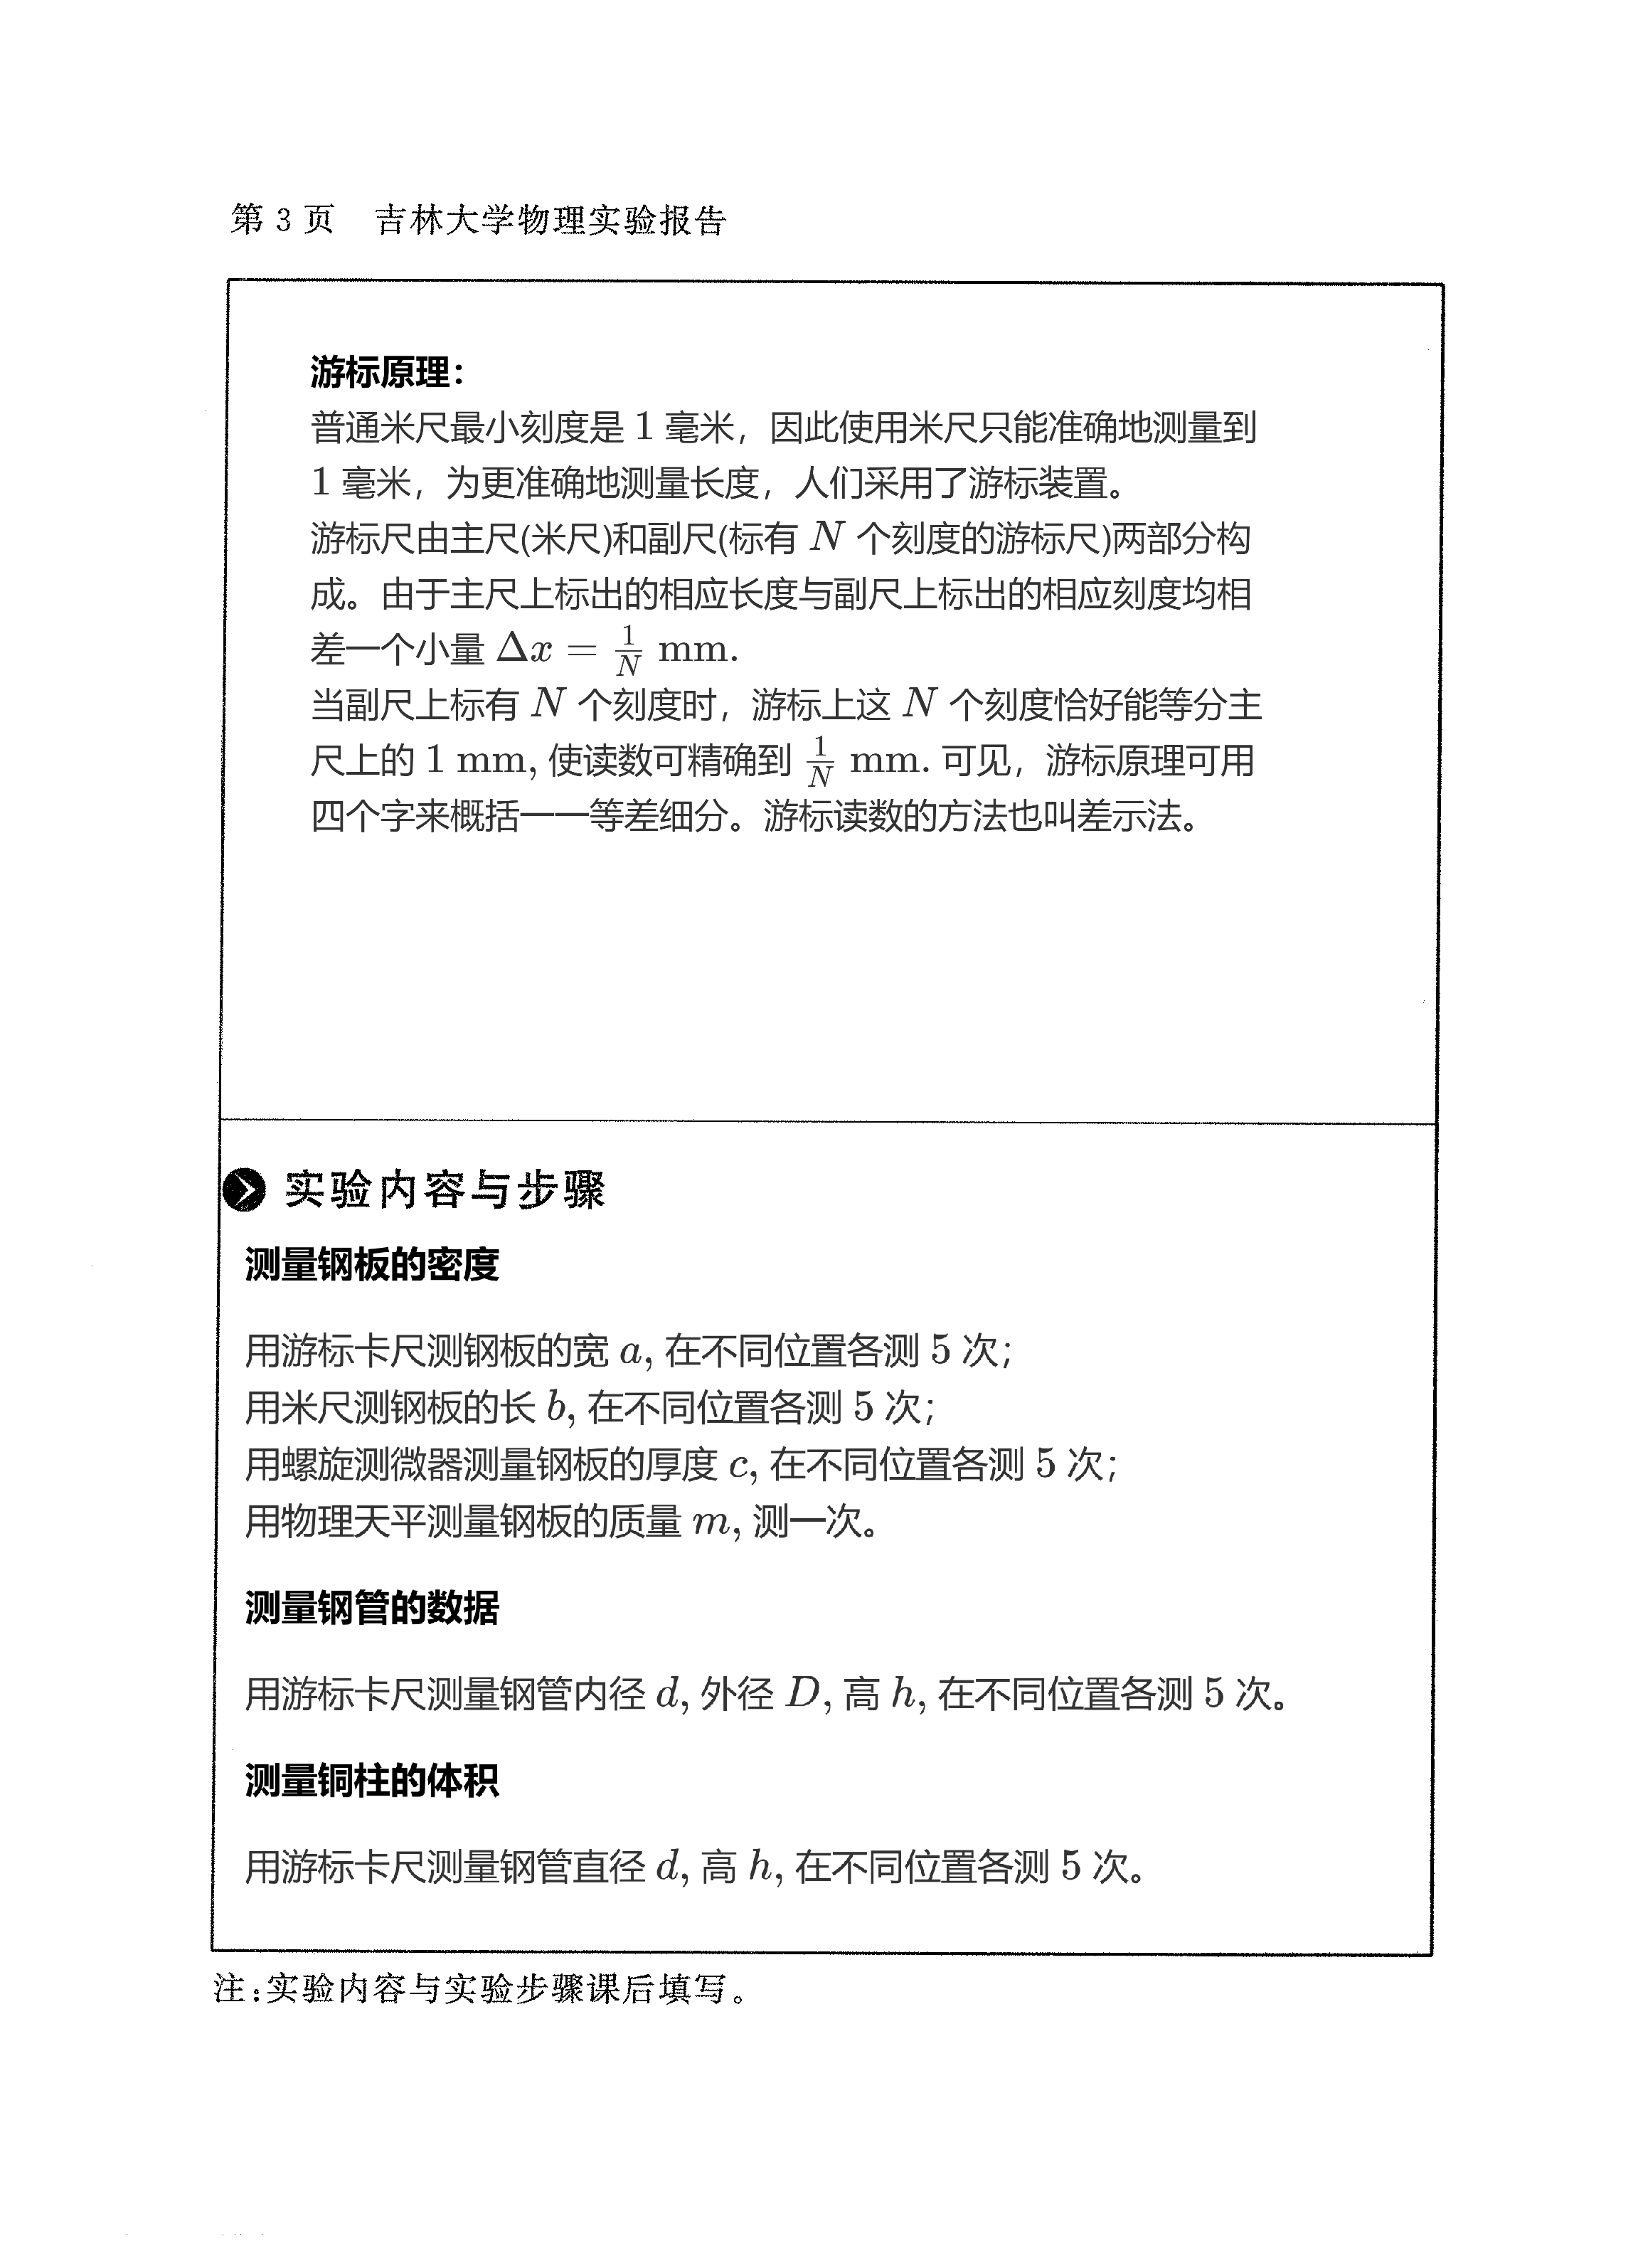 第 3 页 吉林大学物理实验报告
游标原理：
普通米尺最小刻度是 1 毫米，因此使用米尺只能准确地测量到
1 毫米，为更准确地测量长度，人们采用了游标装置。
游标尺由主尺(米尺)和副尺(标有 N 个刻度的游标尺)两部分构
成。由于主尺上标出的相应长度与副尺上标出的相应刻度均相
差一个小量 Δx = 1/N mm.
当副尺上标有 N 个刻度时，游标上这 N 个刻度恰好能等分主
尺上的 1 mm, 使读数可精确到 1/N mm. 可见，游标原理可用
四个字来概括一一等差细分。游标读数的方法也叫差示法。
实验内容与步骤
测量钢板的密度
用游标卡尺测钢板的宽 a, 在不同位置各测 5 次；
用米尺测钢板的长 b, 在不同位置各测 5 次；
用螺旋测微器测量钢板的厚度 c, 在不同位置各测 5 次；
用物理天平测量钢板的质量 m, 测一次。
测量钢管的数据
用游标卡尺测量钢管内径 d, 外径 D, 高 h, 在不同位置各测 5 次。
测量铜柱的体积
用游标卡尺测量钢管直径 d, 高 h, 在不同位置各测 5 次。
注:实验内容与实验步骤课后填写。